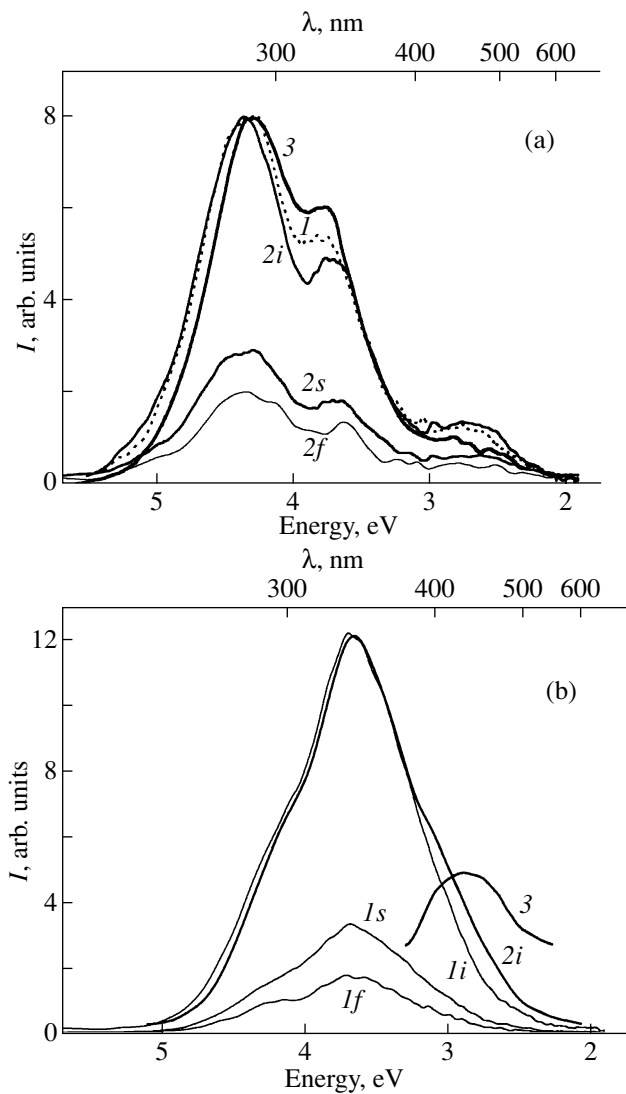 λ, nm
300 400 500 600
(a)
8
3
1
2i
4
I, arb. units
2s
2f
0
5 4 3 2
Energy, eV
λ, nm
300 400 500 600
12
(b)
8
I, arb. units
4
3
1s
2i
1i
1f
0
5 4 3 2
Energy, eV